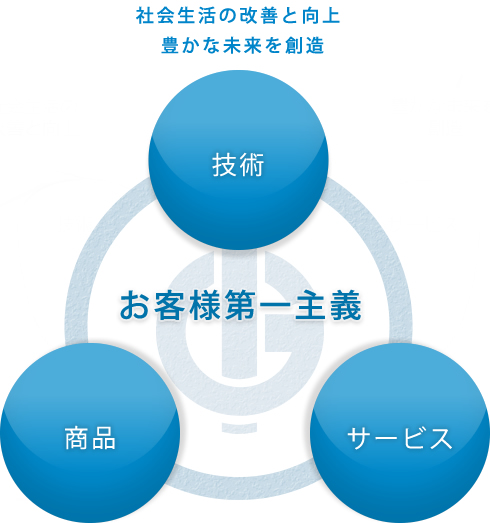 社会生活の改善と向上
豊かな未来を創造
技術
お客様第一主義
商品
サービス